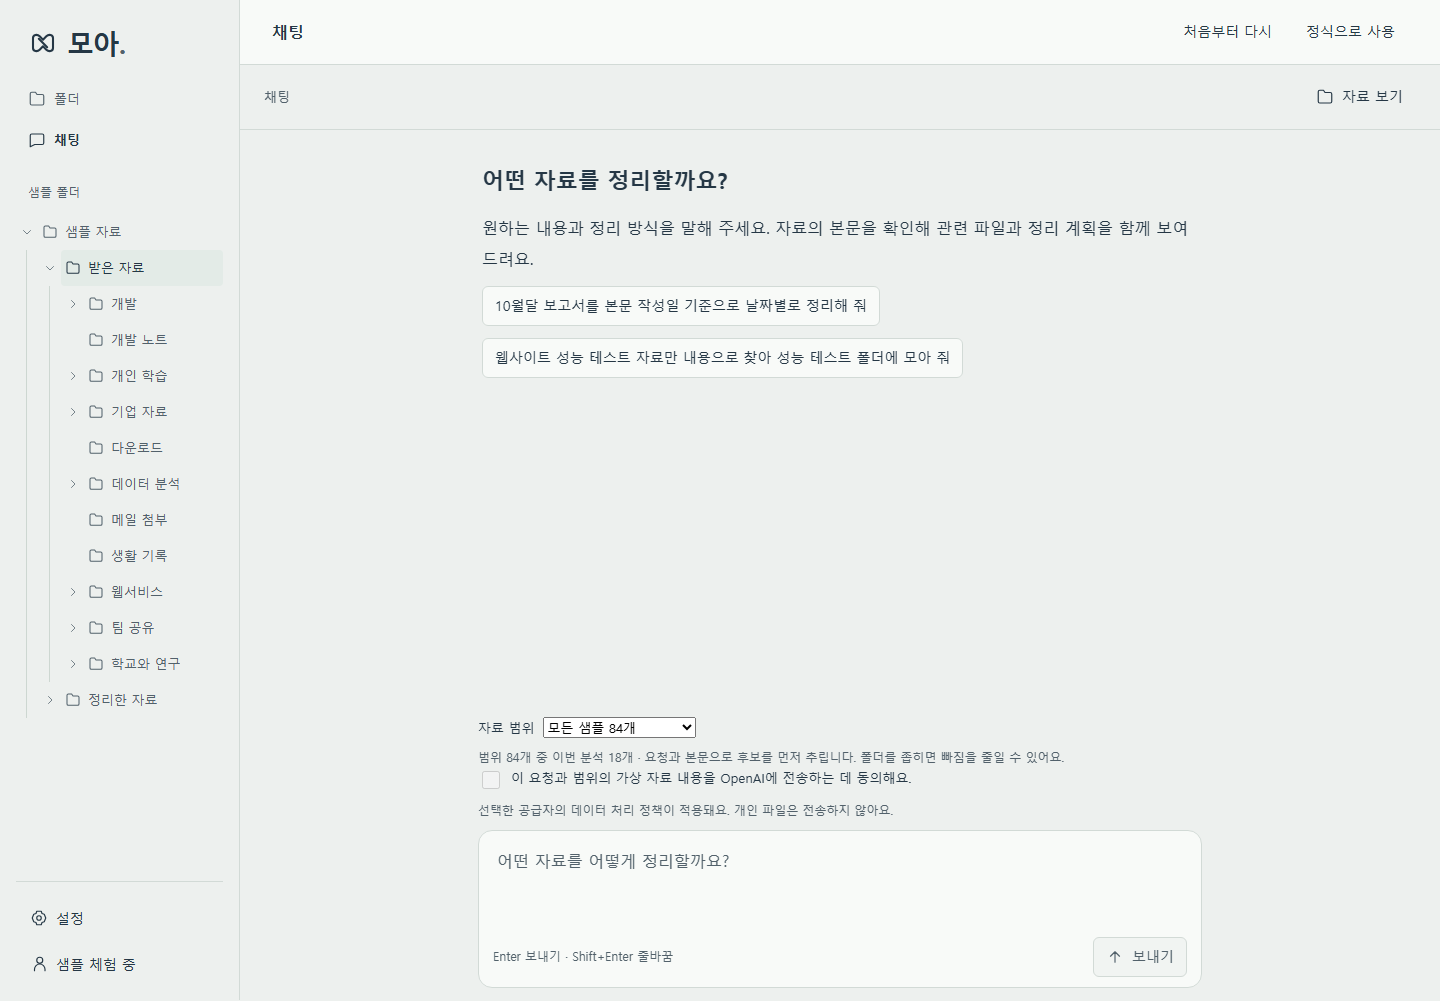 모아.
폴더
채팅
샘플 폴더
샘플 자료
받은 자료
개발
개발 노트
개인 학습
기업 자료
다운로드
데이터 분석
메일 첨부
생활 기록
웹서비스
팀 공유
학교와 연구
정리한 자료
설정
샘플 체험 중
채팅
처음부터 다시
정식으로 사용
채팅
자료 보기
어떤 자료를 정리할까요?
원하는 내용과 정리 방식을 말해 주세요. 자료의 본문을 확인해 관련 파일과 정리 계획을 함께 보여
드려요.
10월달 보고서를 본문 작성일 기준으로 날짜별로 정리해 줘
웹사이트 성능 테스트 자료만 내용으로 찾아 성능 테스트 폴더에 모아 줘
자료 범위 모든 샘플 84개
범위 84개 중 이번 분석 18개 · 요청과 본문으로 후보를 먼저 추립니다. 폴더를 좁히면 빠짐을 줄일 수 있어요.
이 요청과 범위의 가상 자료 내용을 OpenAI에 전송하는 데 동의해요.
선택한 공급자의 데이터 처리 정책이 적용돼요. 개인 파일은 전송하지 않아요.
어떤 자료를 어떻게 정리할까요?
Enter 보내기 · Shift+Enter 줄바꿈
보내기